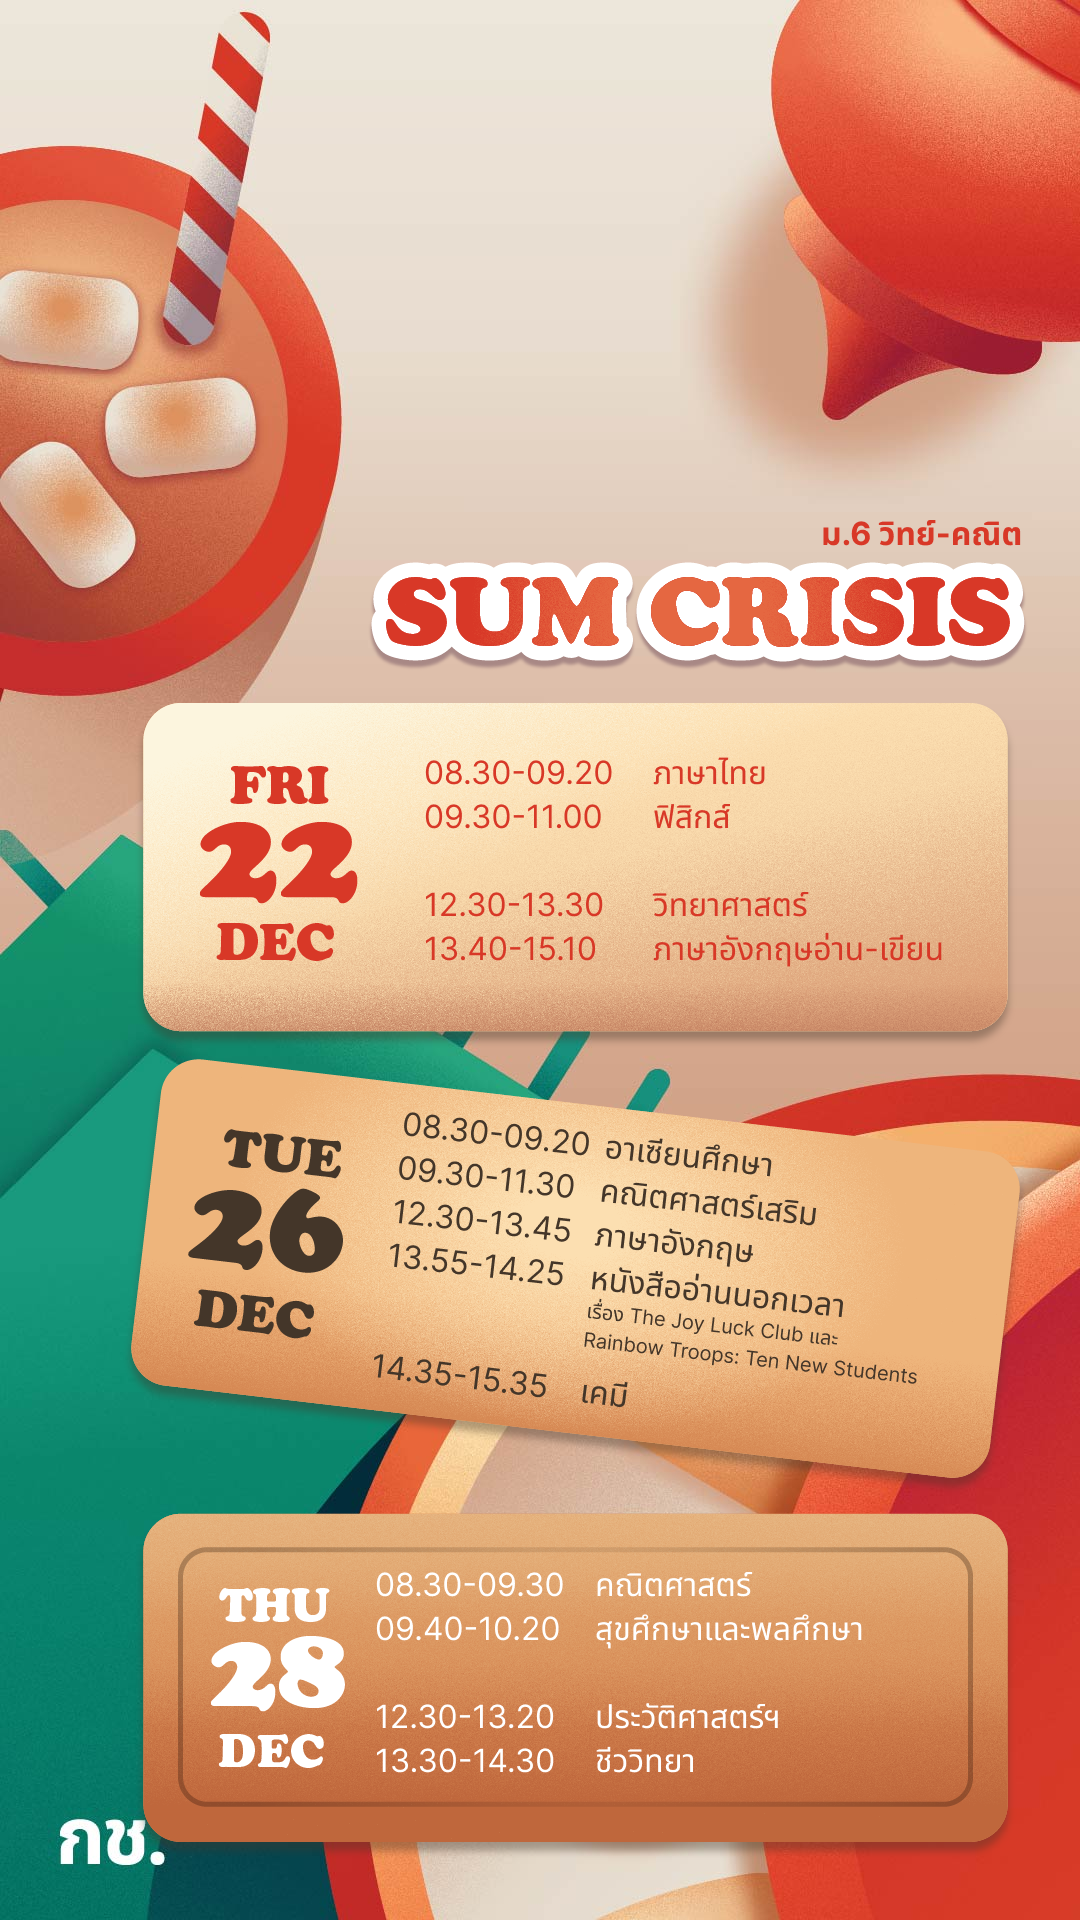 ม.6 วิทย์-คณิต
SUM CRISIS
FRI
22
DEC
08.30-09.20 ภาษาไทย
09.30-11.00 ฟิสิกส์
12.30-13.30 วิทยาศาสตร์
13.40-15.10 ภาษาอังกฤษอ่าน-เขียน
TUE
26
DEC
08.30-09.20 อาเซียนศึกษา
09.30-11.30 คณิตศาสตร์เสริม
12.30-13.45 ภาษาอังกฤษ
13.55-14.25 หนังสืออ่านนอกเวลา
เรื่อง The Joy Luck Club และ
Rainbow Troops: Ten New Students
14.35-15.35 เคมี
THU
28
DEC
08.30-09.30 คณิตศาสตร์
09.40-10.20 สุขศึกษาและพลศึกษา
12.30-13.20 ประวัติศาสตร์ฯ
13.30-14.30 ชีววิทยา
กช.